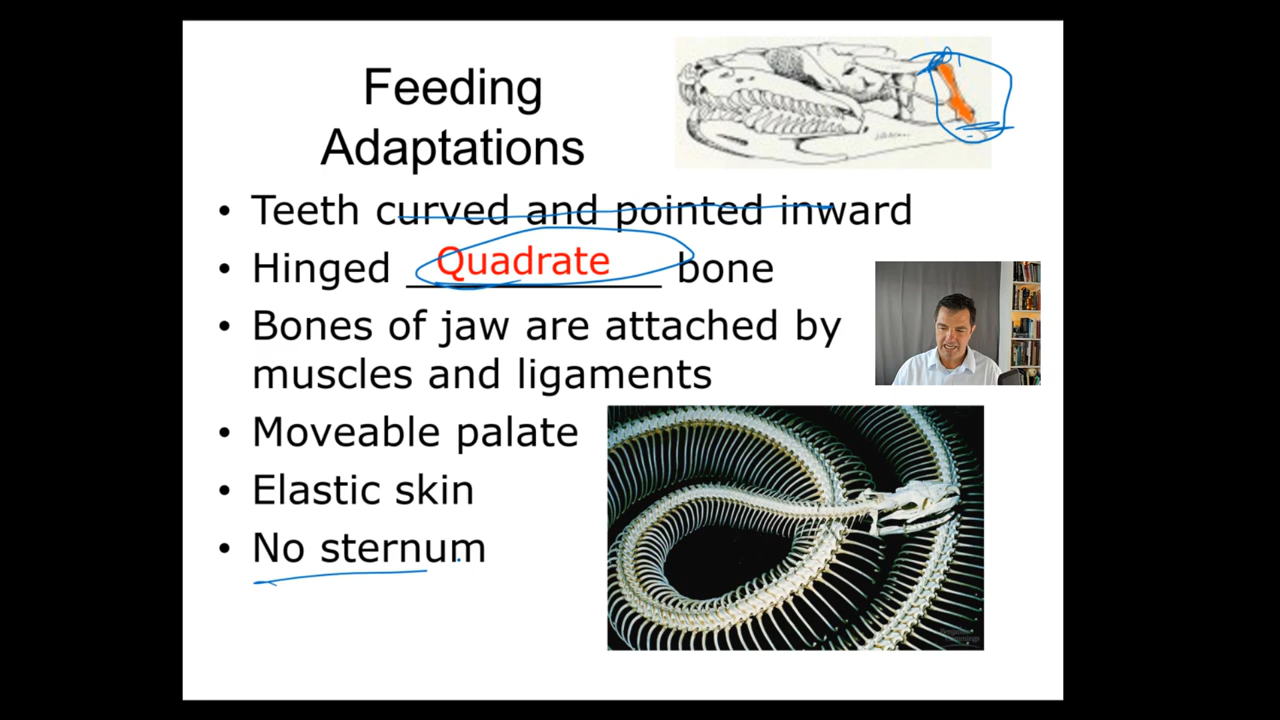 Feeding
Adaptations
• Teeth curved and pointed inward
• Hinged Quadrate bone
• Bones of jaw are attached by
muscles and ligaments
• Moveable palate
• Elastic skin
• No sternum